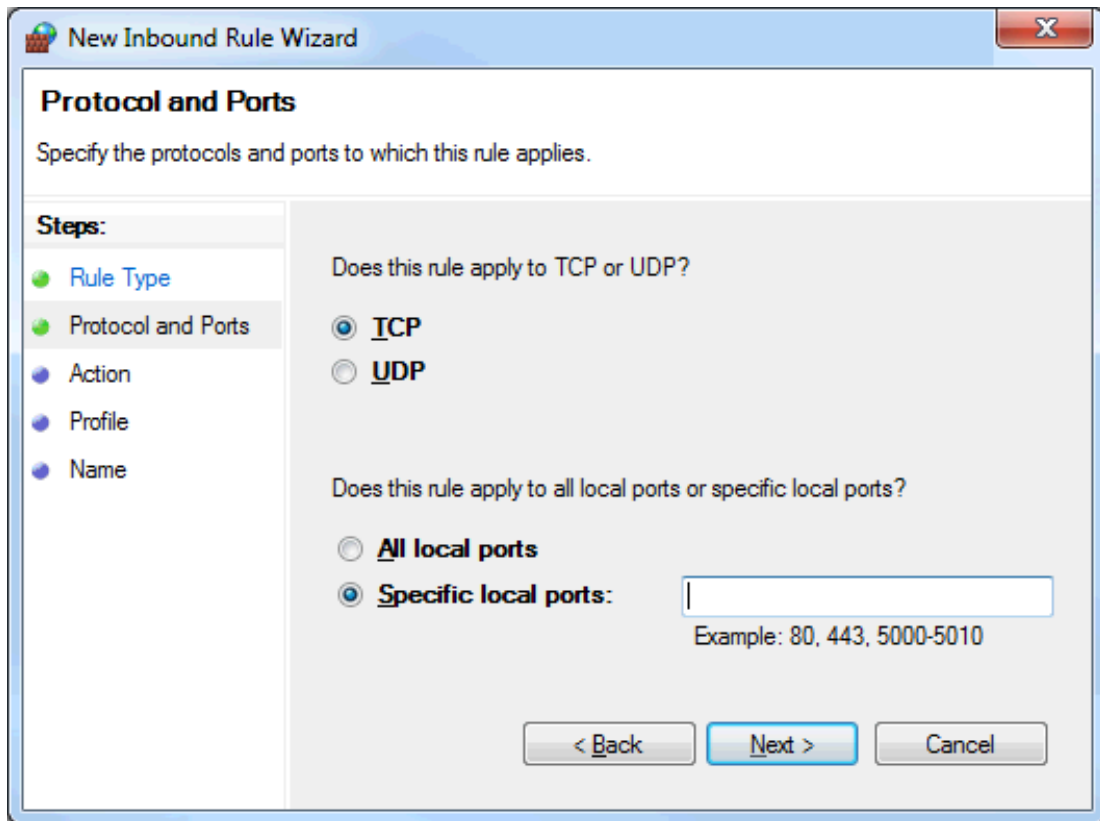 New Inbound Rule Wizard
Protocol and Ports
Specify the protocols and ports to which this rule applies.
Steps:
Rule Type
Protocol and Ports
Action
Profile
Name
Does this rule apply to TCP or UDP?
TCP
UDP
Does this rule apply to all local ports or specific local ports?
All local ports
Specific local ports:
Example: 80, 443, 5000-5010
< Back
Next >
Cancel